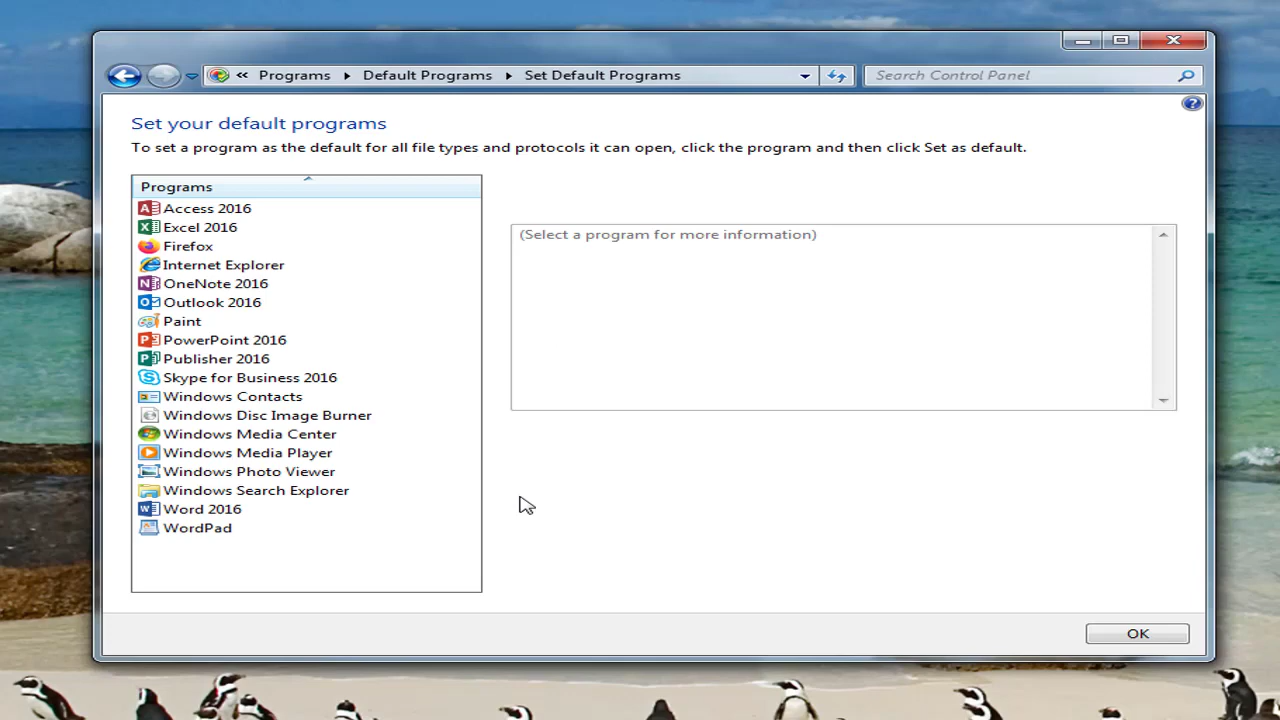 « Programs ▸ Default Programs ▸ Set Default Programs
Search Control Panel
Set your default programs
To set a program as the default for all file types and protocols it can open, click the program and then click Set as default.
Programs
Access 2016
Excel 2016
Firefox
Internet Explorer
OneNote 2016
Outlook 2016
Paint
PowerPoint 2016
Publisher 2016
Skype for Business 2016
Windows Contacts
Windows Disc Image Burner
Windows Media Center
Windows Media Player
Windows Photo Viewer
Windows Search Explorer
Word 2016
WordPad
(Select a program for more information)
OK